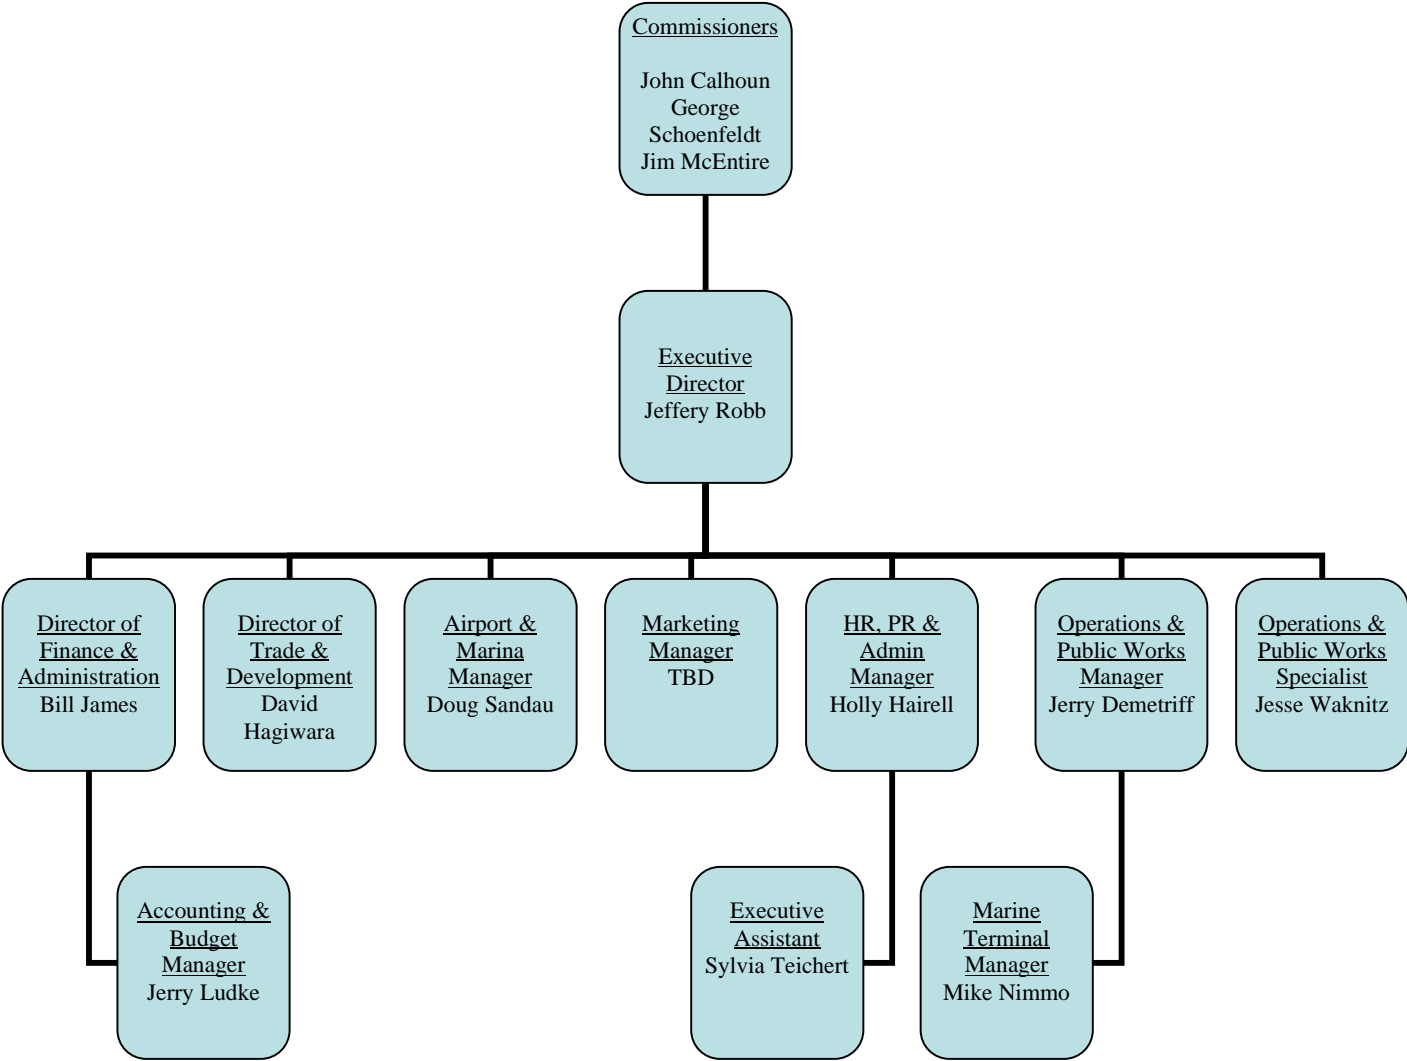 Commissioners
John Calhoun
George
Schoenfeldt
Jim McEntire
Executive
Director
Jeffery Robb
Director of
Finance &
Administration
Bill James
Director of
Trade &
Development
David
Hagiwara
Airport &
Marina
Manager
Doug Sandau
Marketing
Manager
TBD
HR, PR &
Admin
Manager
Holly Hairell
Operations &
Public Works
Manager
Jerry Demetriff
Operations &
Public Works
Specialist
Jesse Waknitz
Accounting &
Budget
Manager
Jerry Ludke
Executive
Assistant
Sylvia Teichert
Marine
Terminal
Manager
Mike Nimmo